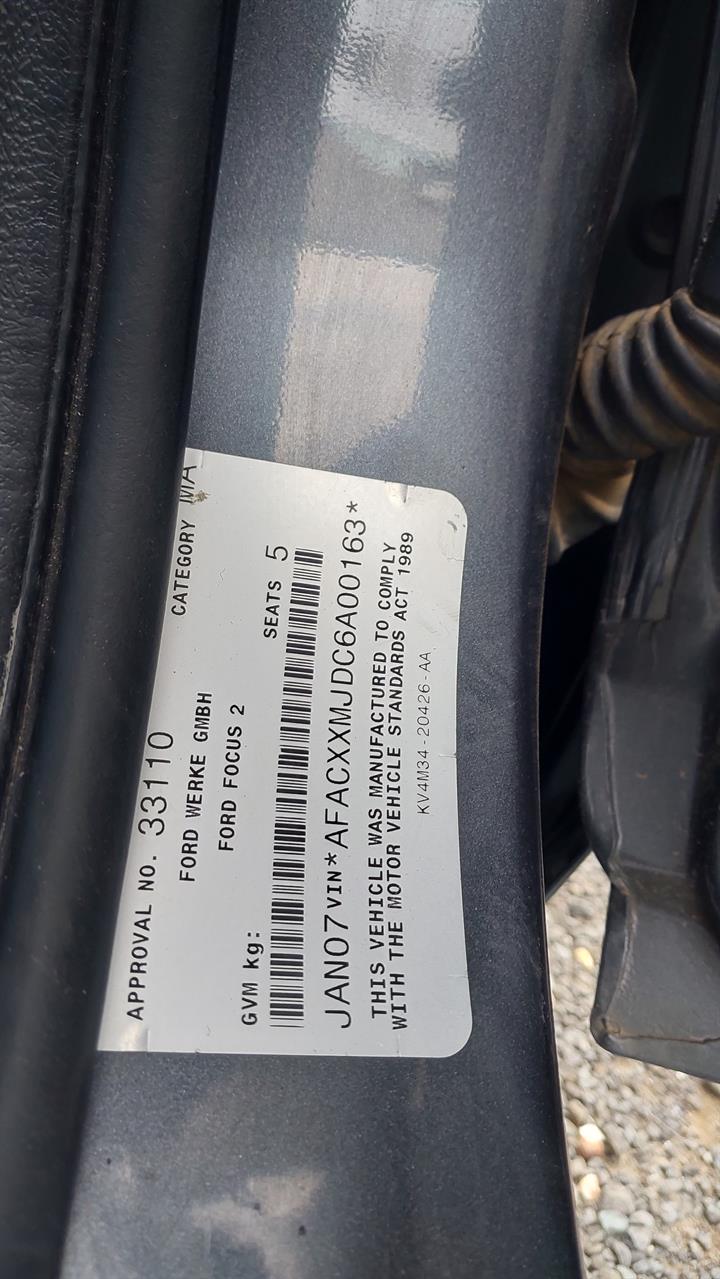 APPROVAL NO. 33110 CATEGORY MA
FORD WERKE GMBH
FORD FOCUS 2
GVM kg: SEATS 5
JAN07 VIN*AFACXXMJDC6A00163*
THIS VEHICLE WAS MANUFACTURED TO COMPLY
WITH THE MOTOR VEHICLE STANDARDS ACT 1989
KV4M34-20426-AA